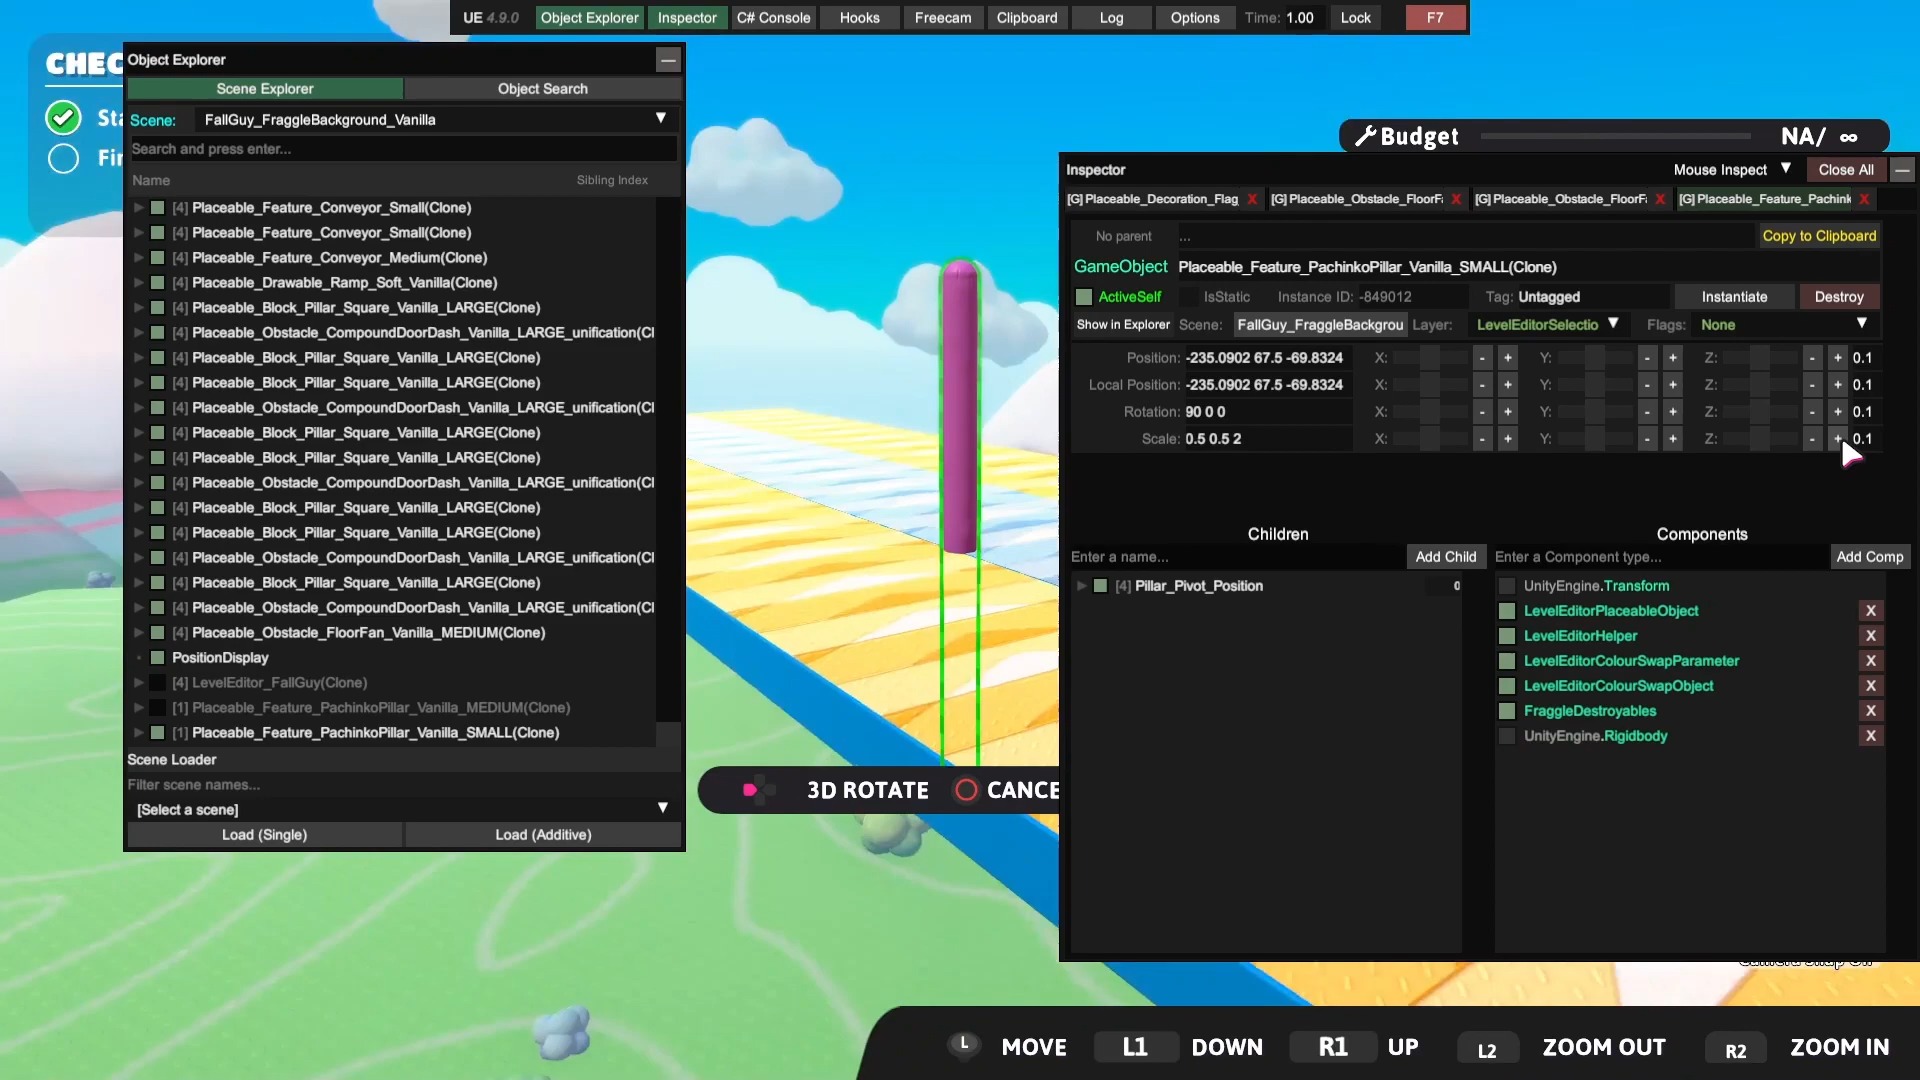 UE 4.9.0 Object Explorer Inspector C# Console Hooks Freecam Clipboard Log Options Time: 1.00 Lock F7
CHEC
Sta
Fir
Object Explorer
Scene Explorer Object Search
Scene: FallGuy_FraggleBackground_Vanilla
Search and press enter...
Name Sibling Index
[4] Placeable_Feature_Conveyor_Small(Clone)
[4] Placeable_Feature_Conveyor_Small(Clone)
[4] Placeable_Feature_Conveyor_Medium(Clone)
[4] Placeable_Drawable_Ramp_Soft_Vanilla(Clone)
[4] Placeable_Block_Pillar_Square_Vanilla_LARGE(Clone)
[4] Placeable_Obstacle_CompoundDoorDash_Vanilla_LARGE_unification(Cl
[4] Placeable_Block_Pillar_Square_Vanilla_LARGE(Clone)
[4] Placeable_Block_Pillar_Square_Vanilla_LARGE(Clone)
[4] Placeable_Obstacle_CompoundDoorDash_Vanilla_LARGE_unification(Cl
[4] Placeable_Block_Pillar_Square_Vanilla_LARGE(Clone)
[4] Placeable_Block_Pillar_Square_Vanilla_LARGE(Clone)
[4] Placeable_Obstacle_CompoundDoorDash_Vanilla_LARGE_unification(Cl
[4] Placeable_Block_Pillar_Square_Vanilla_LARGE(Clone)
[4] Placeable_Block_Pillar_Square_Vanilla_LARGE(Clone)
[4] Placeable_Obstacle_CompoundDoorDash_Vanilla_LARGE_unification(Cl
[4] Placeable_Block_Pillar_Square_Vanilla_LARGE(Clone)
[4] Placeable_Obstacle_CompoundDoorDash_Vanilla_LARGE_unification(Cl
[4] Placeable_Obstacle_FloorFan_Vanilla_MEDIUM(Clone)
PositionDisplay
[4] LevelEditor_FallGuy(Clone)
[1] Placeable_Feature_PachinkoPillar_Vanilla_MEDIUM(Clone)
[1] Placeable_Feature_PachinkoPillar_Vanilla_SMALL(Clone)
Scene Loader
Filter scene names...
[Select a scene]
Load (Single) Load (Additive)
Budget NA/ ∞
Inspector Mouse Inspect Close All
[G] Placeable_Decoration_Flag X [G] Placeable_Obstacle_FloorFa X [G] Placeable_Obstacle_FloorFa X [G] Placeable_Feature_Pachink X
No parent ... Copy to Clipboard
GameObject Placeable_Feature_PachinkoPillar_Vanilla_SMALL(Clone)
ActiveSelf IsStatic Instance ID: -849012 Tag: Untagged Instantiate Destroy
Show in Explorer Scene: FallGuy_FraggleBackgrou Layer: LevelEditorSelectio Flags: None
Position: -235.0902 67.5 -69.8324 X: - + Y: - + Z: - + 0.1
Local Position: -235.0902 67.5 -69.8324 X: - + Y: - + Z: - + 0.1
Rotation: 90 0 0 X: - + Y: - + Z: - + 0.1
Scale: 0.5 0.5 2 X: - + Y: - + Z: - + 0.1
Children Components
Enter a name... Add Child Enter a Component type... Add Comp
[4] Pillar_Pivot_Position 0
UnityEngine.Transform
LevelEditorPlaceableObject X
LevelEditorHelper X
LevelEditorColourSwapParameter X
LevelEditorColourSwapObject X
FraggleDestroyables X
UnityEngine.Rigidbody X
3D ROTATE CANCE
L MOVE L1 DOWN R1 UP L2 ZOOM OUT R2 ZOOM IN